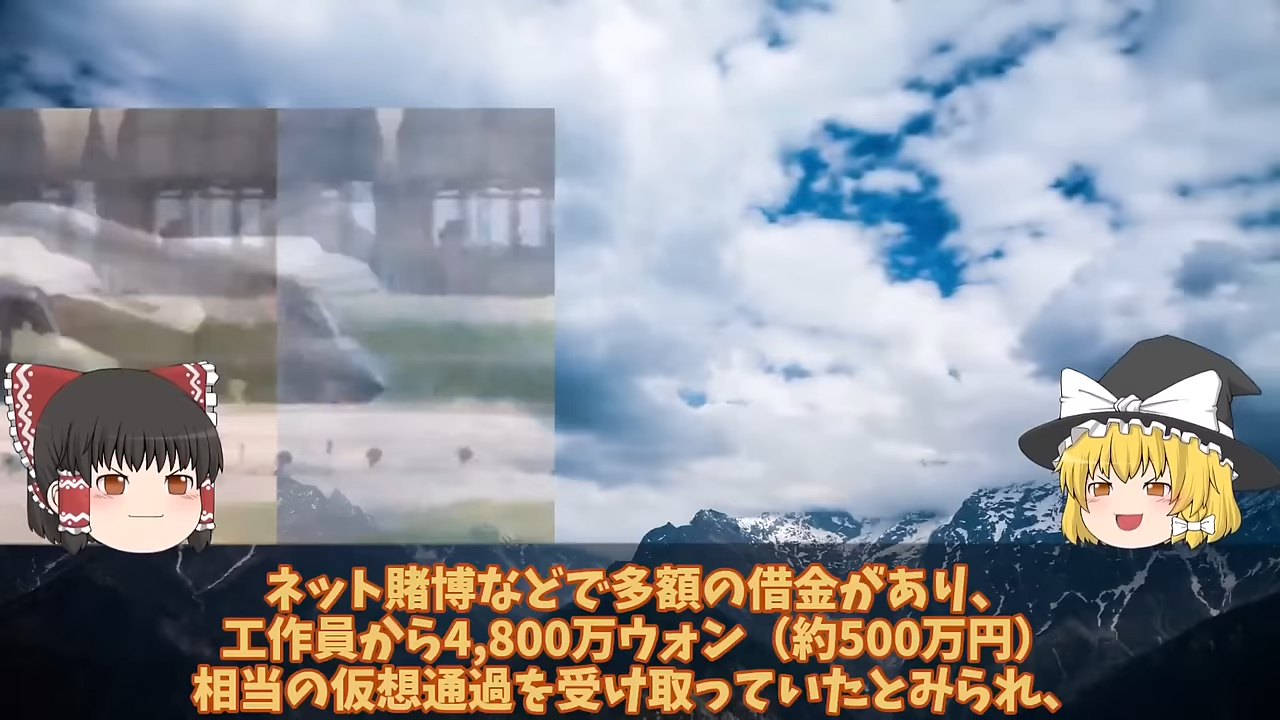 ネット賭博などで多額の借金があり、
工作員から4,800万ウォン（約500万円）
相当の仮想通過を受け取っていたとみられ、